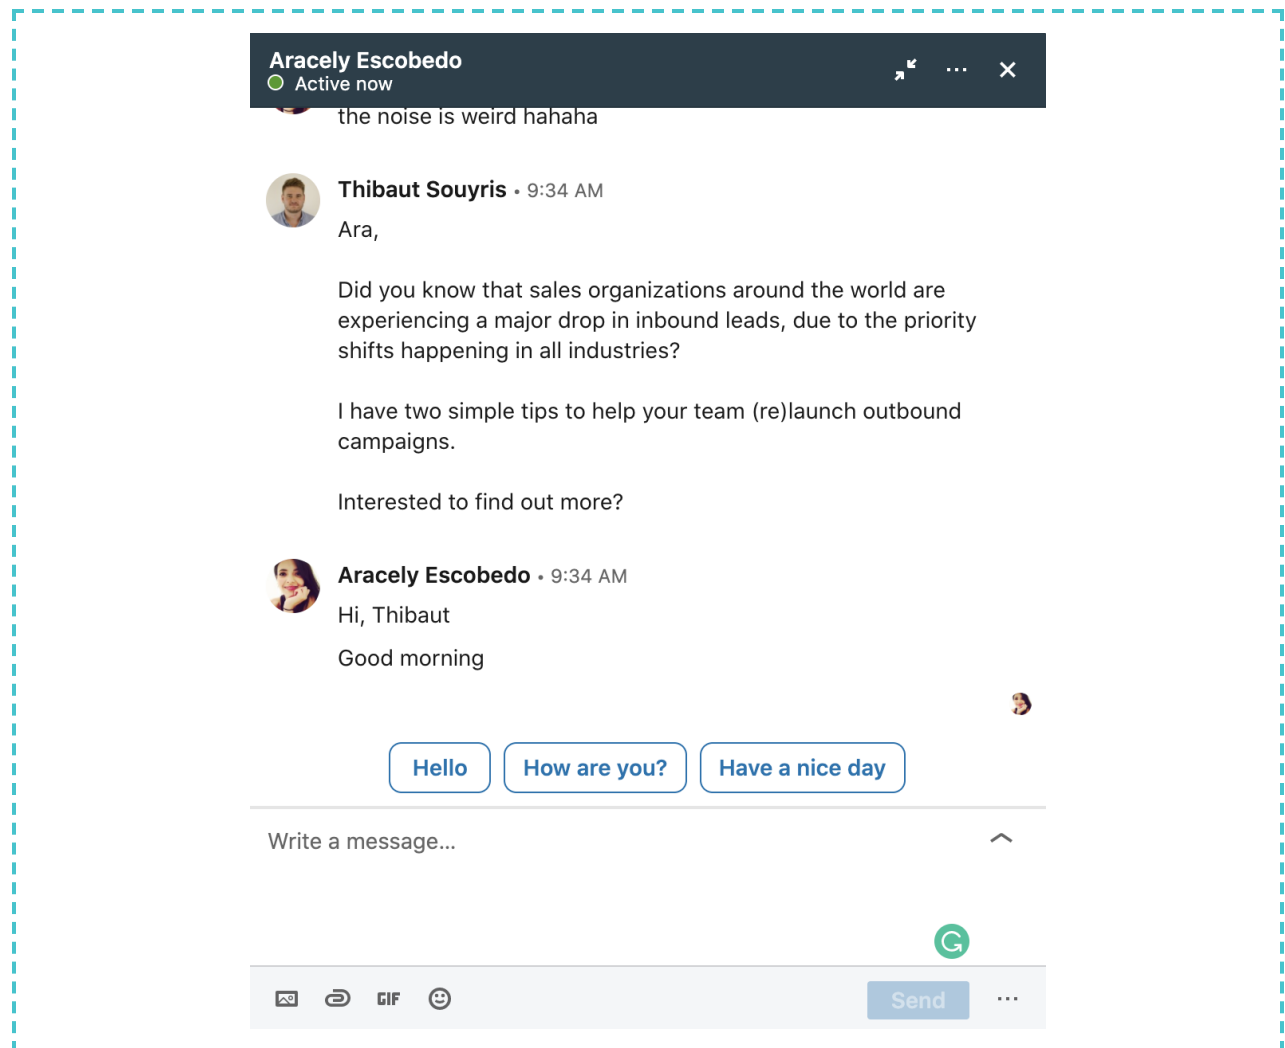 Aracely Escobedo
Active now
the noise is weird hahaha
Thibaut Souyris • 9:34 AM
Ara,
Did you know that sales organizations around the world are
experiencing a major drop in inbound leads, due to the priority
shifts happening in all industries?
I have two simple tips to help your team (re)launch outbound
campaigns.
Interested to find out more?
Aracely Escobedo • 9:34 AM
Hi, Thibaut
Good morning
Hello How are you? Have a nice day
Write a message...
GIF Send